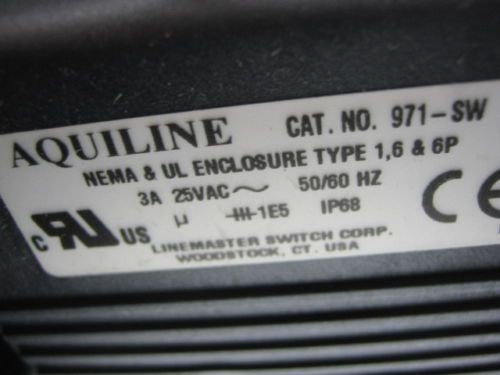 AQUILINE CAT. NO. 971-SW
NEMA & UL ENCLOSURE TYPE 1,6 & 6P
3A 25VAC～ 50/60 HZ
µ 1E5 IP68
C UR US CE
LINEMASTER SWITCH CORP.
WOODSTOCK, CT. USA